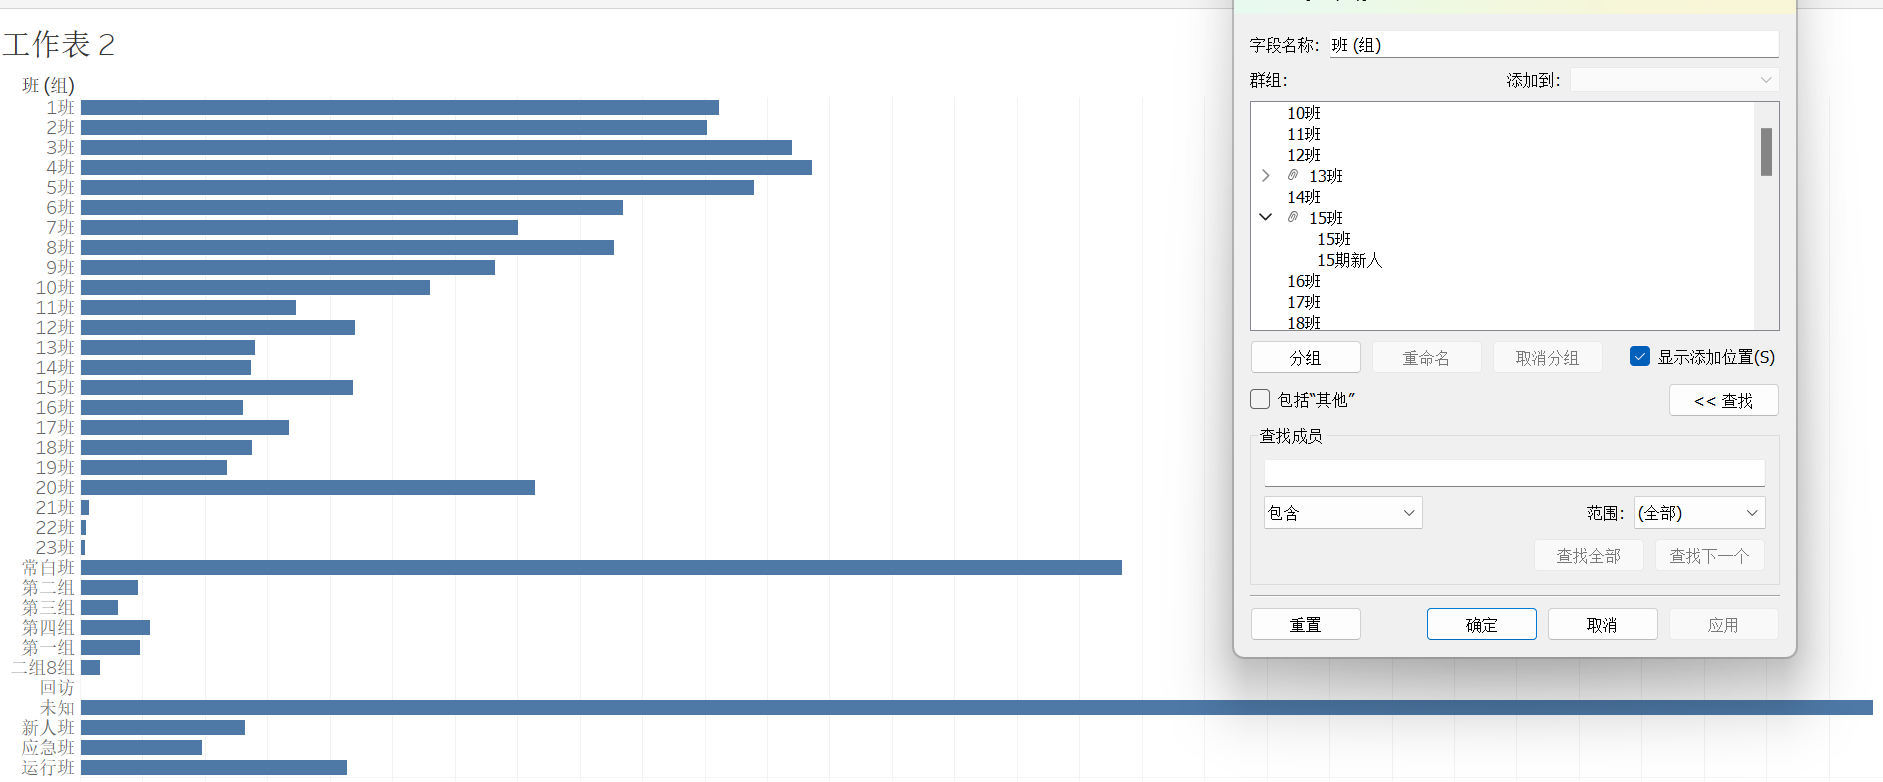 工作表 2
班 (组)
1班
2班
3班
4班
5班
6班
7班
8班
9班
10班
11班
12班
13班
14班
15班
16班
17班
18班
19班
20班
21班
22班
23班
常白班
第二组
第三组
第四组
第一组
二组8组
回访
未知
新人班
应急班
运行班
字段名称: 班 (组)
群组: 添加到:
10班
11班
12班
13班
14班
15班
15班
15期新人
16班
17班
18班
分组 重命名 取消分组 显示添加位置(S)
包括“其他” << 查找
查找成员
包含 范围: (全部)
查找全部 查找下一个
重置 确定 取消 应用